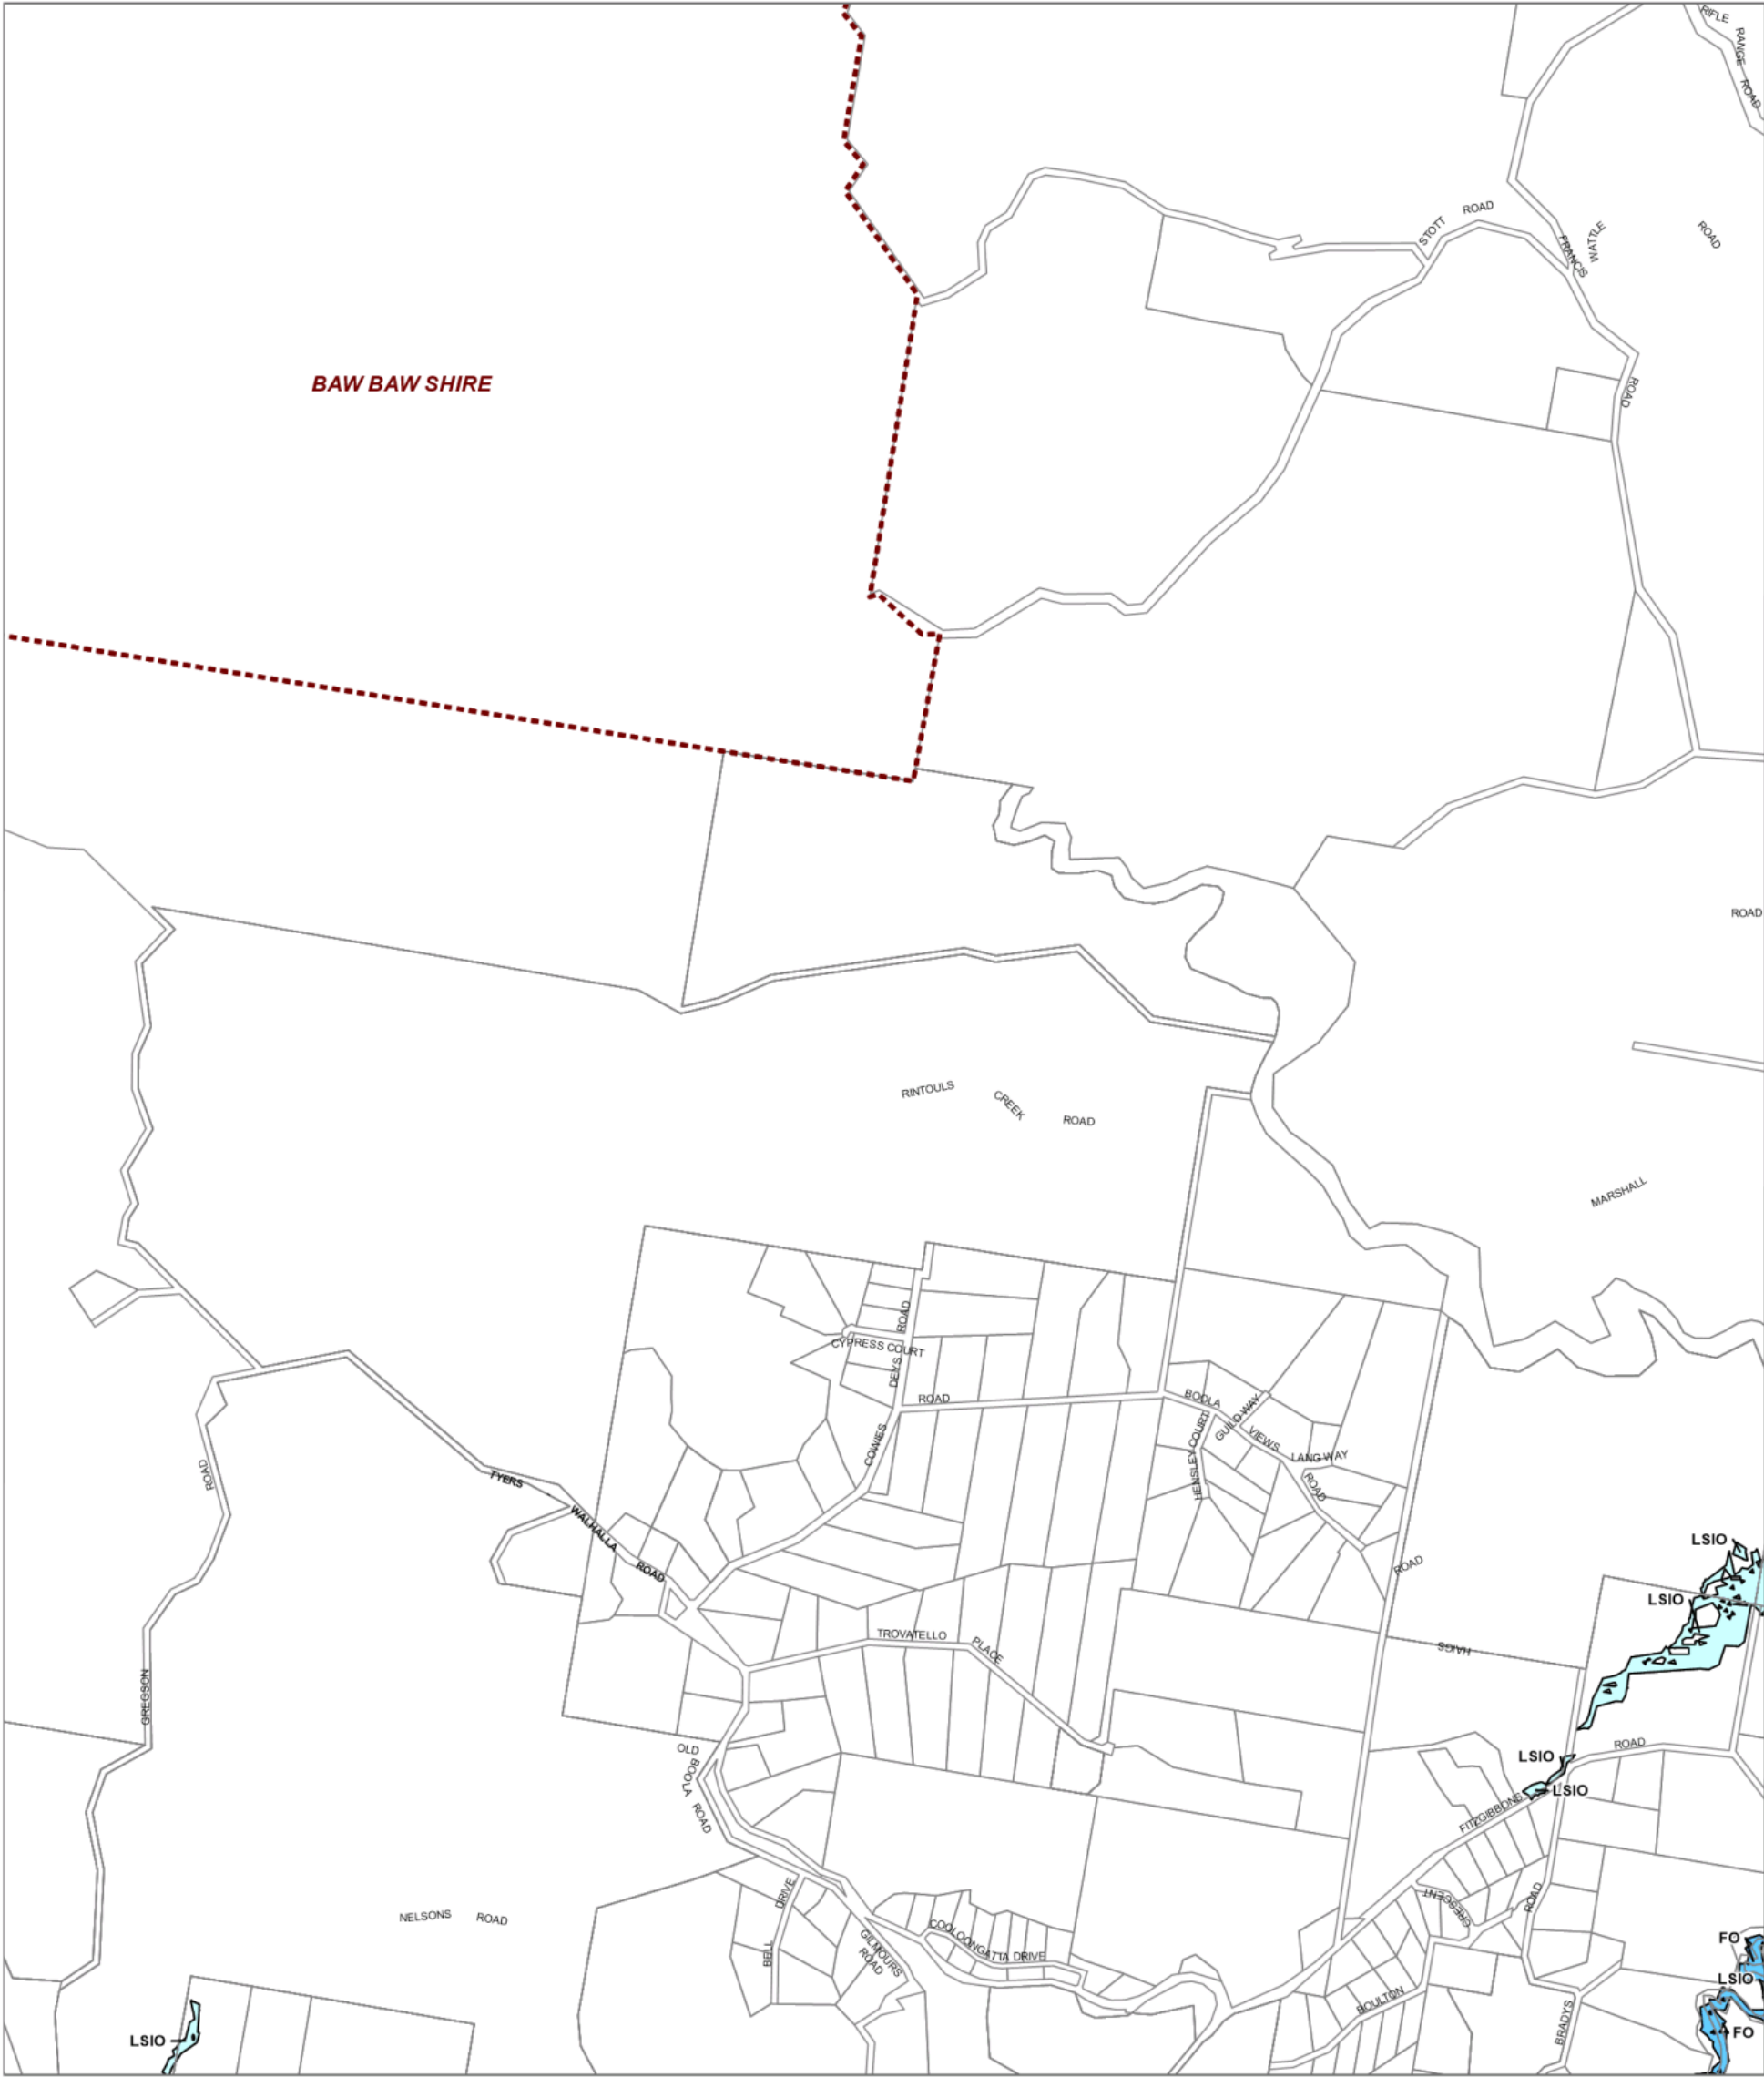 RIFLE
RANGE
ROAD
STOTT
ROAD
FRANCIS
WATTLE
ROAD
ROAD
BAW BAW SHIRE
ROAD
RINTOULS
CREEK
ROAD
MARSHALL
ROAD
CYPRESS COURT
DEYS
ROAD
COWIES
BOOLA
GUILD WAY
HENSLEY COURT
VIEWS
LANG WAY
ROAD
ROAD
TYERS
WALHALLA
ROAD
ROAD
LSIO
LSIO
TROVATELLO
PLACE
HAIGS
GREGSON
OLD
BOOLA
ROAD
ROAD
LSIO
LSIO
FITZGIBBONS
CRESCENT
ROAD
DRIVE
NELSONS
ROAD
BELL
GILMOURS
ROAD
COOLOONGATTA DRIVE
FO
LSIO
BOULTON
BRADYS
FO
LSIO